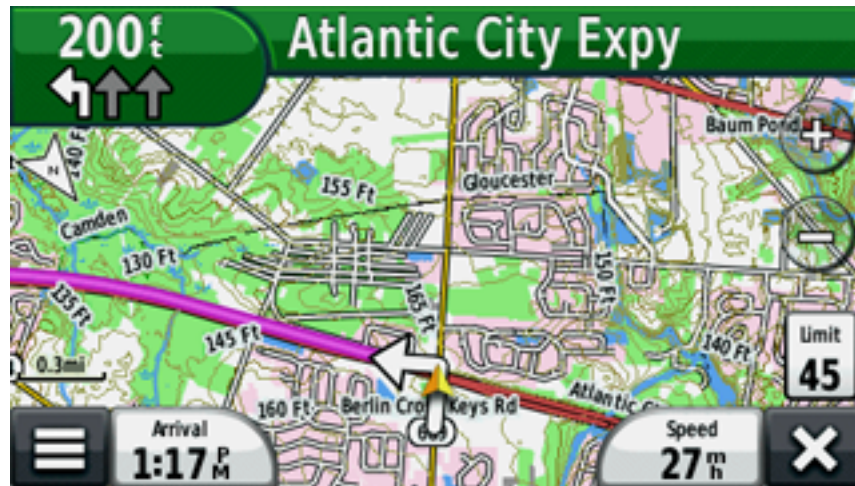 200 ft
Atlantic City Expy
Baum Pond
N
140 Ft
155 Ft
Gloucester
Camden
130 Ft
150 Ft
135 Ft
165 Ft
145 Ft
140 Ft
Limit
45
0.3mi
160 Ft
Berlin Cross Keys Rd
Atlantic Ci
Arrival
1:17 PM
Speed
27 mh